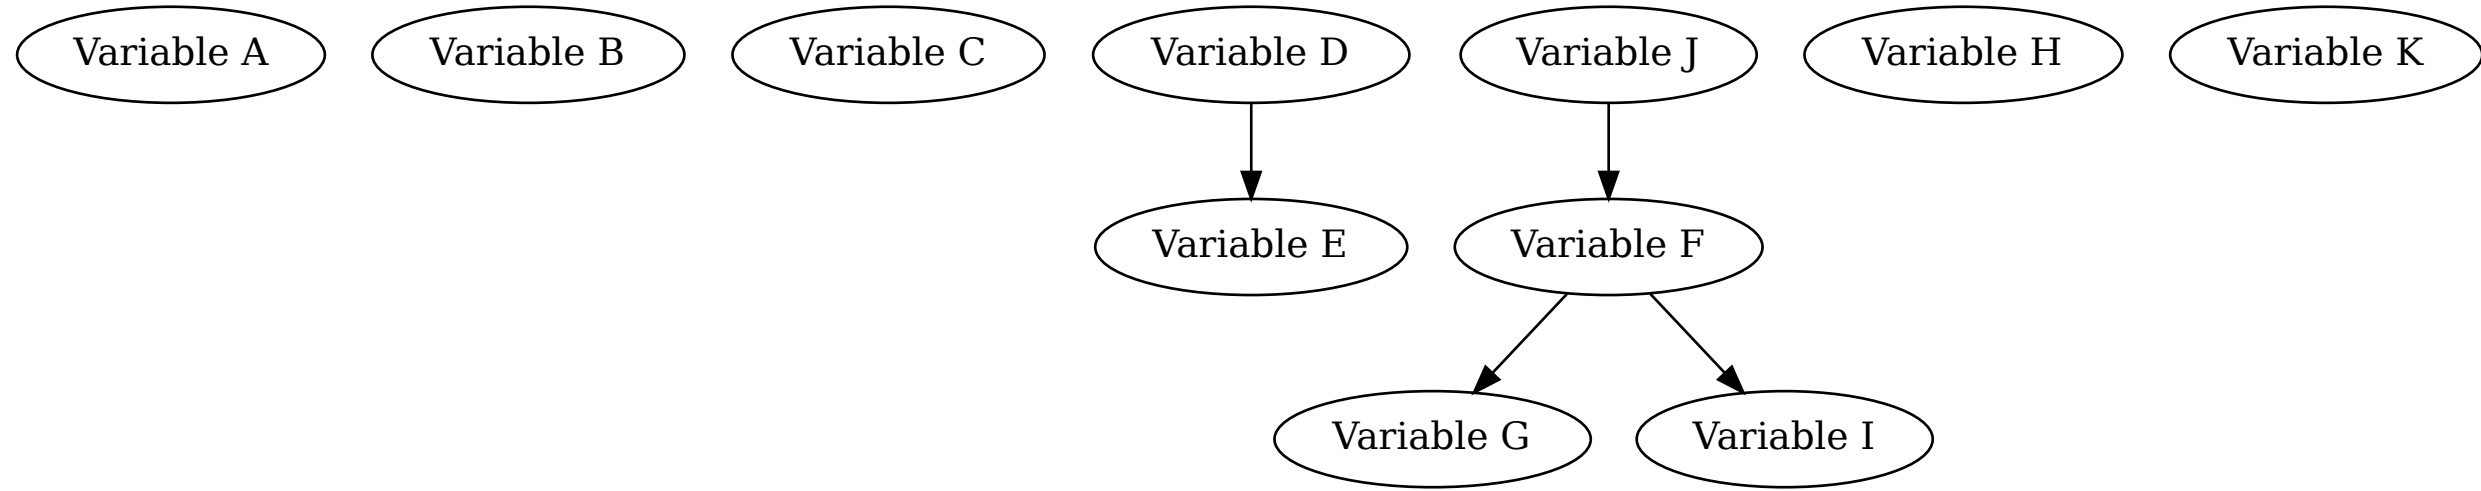 Variable A
Variable B
Variable C
Variable D
Variable J
Variable H
Variable K
Variable E
Variable F
Variable G
Variable I